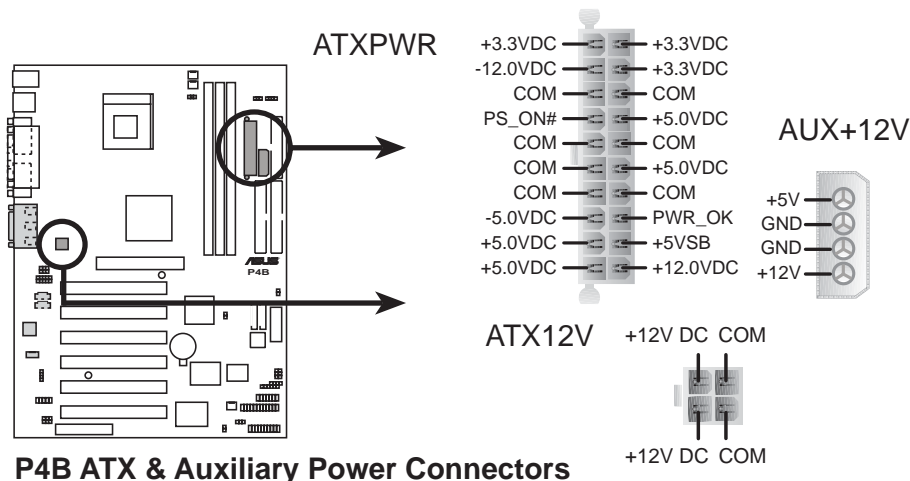 ATXPWR
+3.3VDC +3.3VDC
-12.0VDC +3.3VDC
COM COM
PS_ON# +5.0VDC
COM COM
COM +5.0VDC
COM COM
-5.0VDC PWR_OK
+5.0VDC +5VSB
+5.0VDC +12.0VDC
AUX+12V
+5V
GND
GND
+12V
ASUS
P4B
ATX12V
+12V DC COM
+12V DC COM
P4B ATX & Auxiliary Power Connectors